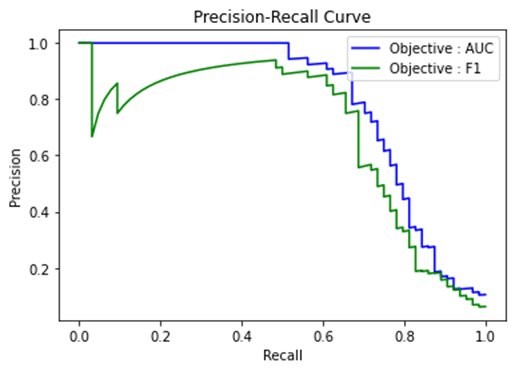 Precision-Recall Curve
1.0
0.8
0.6
0.4
0.2
Precision
Objective : AUC
Objective : F1
0.0 0.2 0.4 0.6 0.8 1.0
Recall